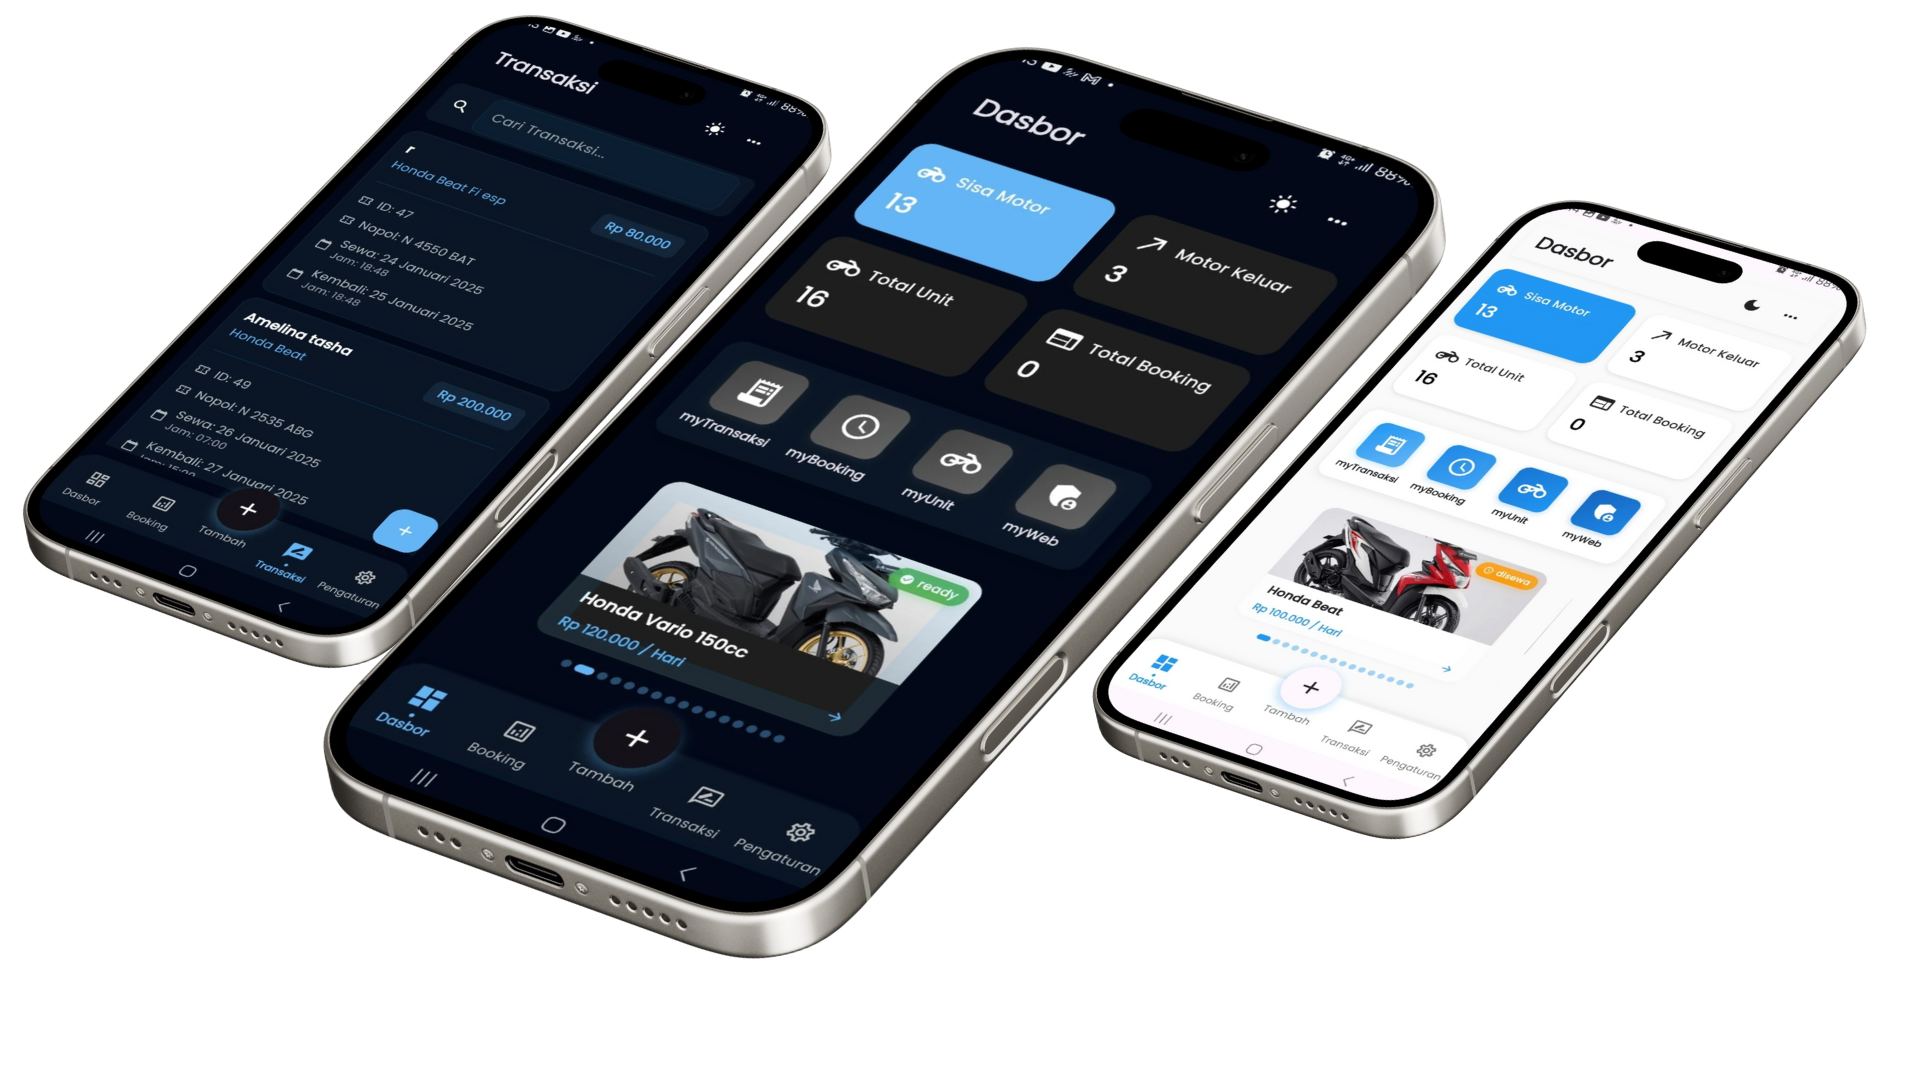 Transaksi
88%
Cari Transaksi...
r
Honda Beat Fi esp
Rp 80.000
ID: 47
Nopol: N 4550 BAT
Sewa: 24 Januari 2025
Jam: 18:48
Kembali: 25 Januari 2025
Jam: 18:48
Amelina tasha
Honda Beat
Rp 200.000
ID: 49
Nopol: N 2535 ABG
Sewa: 26 Januari 2025
Jam: 07:00
Kembali: 27 Januari 2025
Dasbor
Booking
Tambah
Transaksi
Pengaturan
88%
Dasbor
Sisa Motor
13
Motor Keluar
3
Total Unit
16
Total Booking
0
myTransaksi
myBooking
myUnit
myWeb
ready
Honda Vario 150cc
Rp 120.000 / Hari
Dasbor
Booking
Tambah
Transaksi
Pengaturan
88%
Dasbor
Sisa Motor
13
Motor Keluar
3
Total Unit
16
Total Booking
0
myTransaksi
myBooking
myUnit
myWeb
disewa
Honda Beat
Rp 100.000 / Hari
Dasbor
Booking
Tambah
Transaksi
Pengaturan